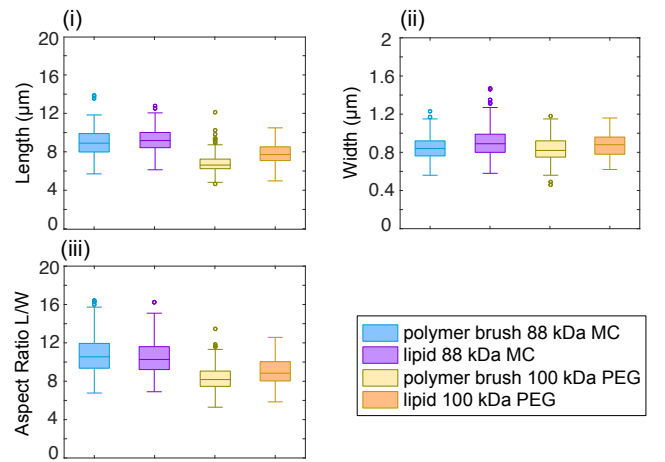 (i)
20
16
12
8
4
0
Length (µm)
(ii)
2
1.6
1.2
0.8
0.4
0
Width (µm)
(iii)
20
16
12
8
4
0
Aspect Ratio L/W
polymer brush 88 kDa MC
lipid 88 kDa MC
polymer brush 100 kDa PEG
lipid 100 kDa PEG